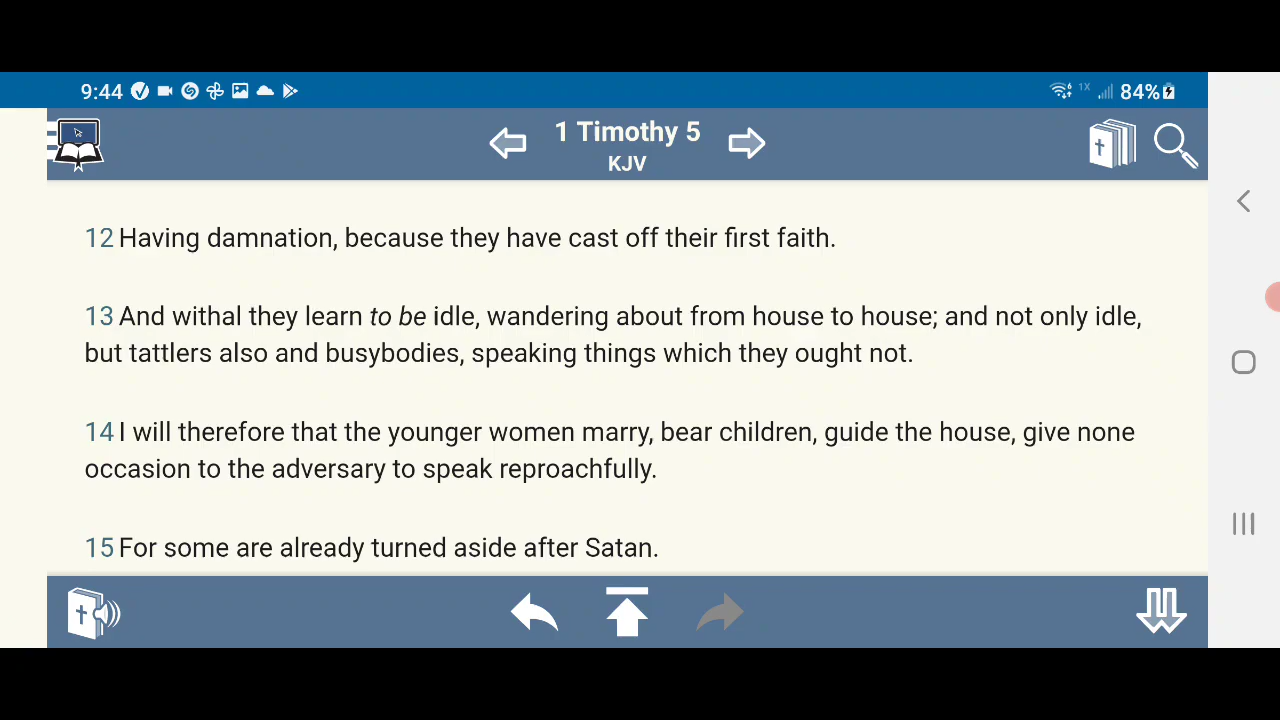 9:44 1X 84%
1 Timothy 5
KJV
12 Having damnation, because they have cast off their first faith.
13 And withal they learn to be idle, wandering about from house to house; and not only idle,
but tattlers also and busybodies, speaking things which they ought not.
14 I will therefore that the younger women marry, bear children, guide the house, give none
occasion to the adversary to speak reproachfully.
15 For some are already turned aside after Satan.